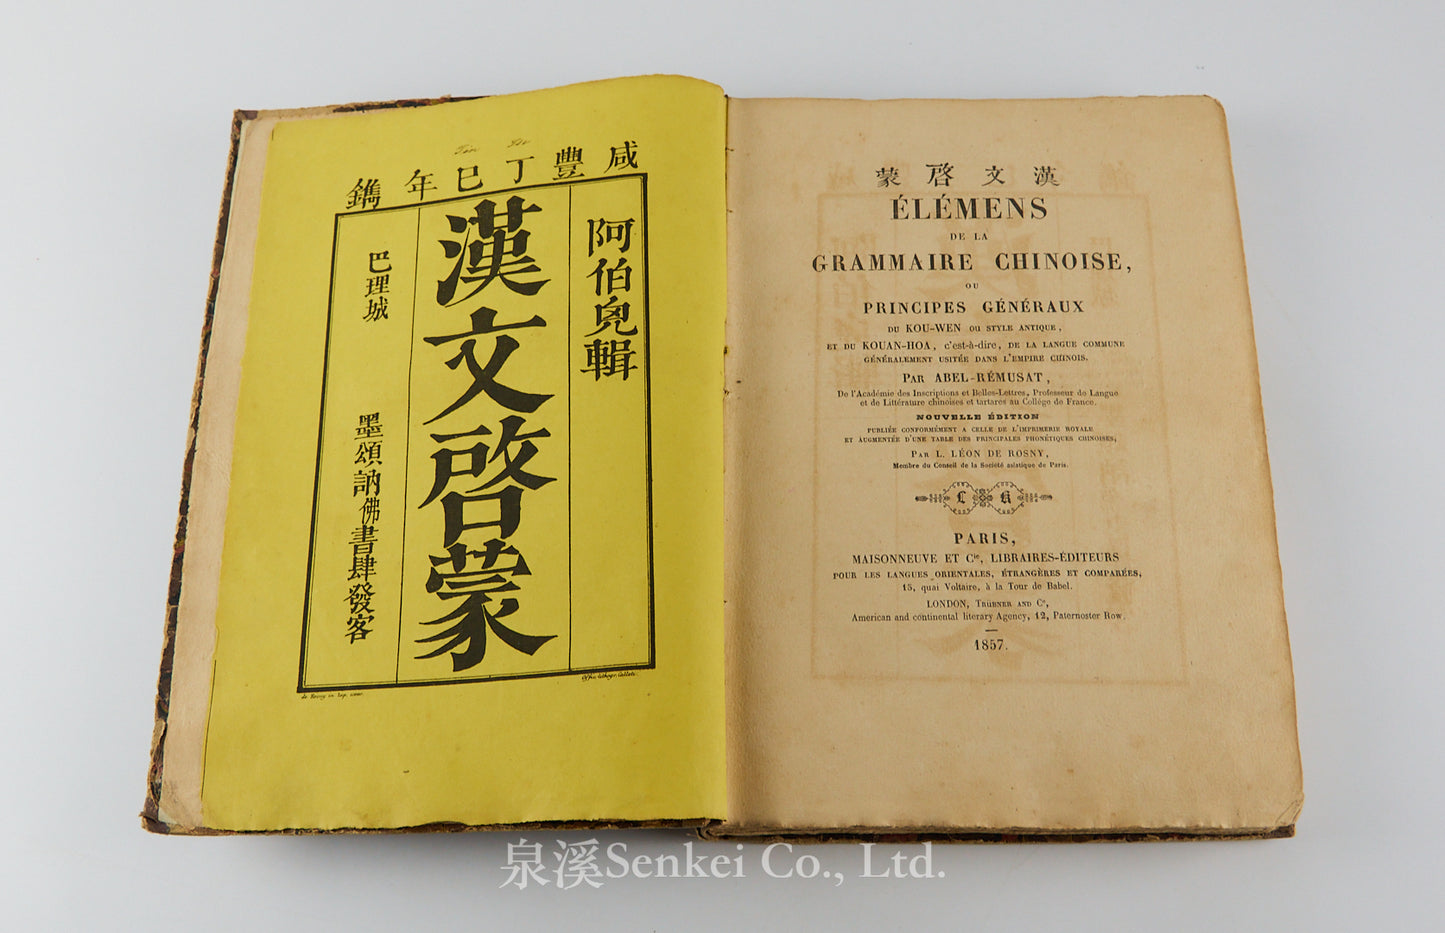 咸豐丁巳年鐫
阿伯兒輯
漢文啓蒙
巴理城
墨頌訥佛書肆發客
漢文啓蒙
ÉLÉMENS
DE LA
GRAMMAIRE CHINOISE,
OU
PRINCIPES GÉNÉRAUX
DU KOU-WEN OU STYLE ANTIQUE,
ET DU KOUAN-HOA, c'est-à-dire, DE LA LANGUE COMMUNE
GÉNÉRALEMENT USITÉE DANS L'EMPIRE CHINOIS.
PAR ABEL-RÉMUSAT,
De l'Académie des Inscriptions et Belles-Lettres, Professeur de Langue
et de Littérature chinoises et tartares au Collége de France.
NOUVELLE ÉDITION
PUBLIÉE CONFORMÉMENT A CELLE DE L'IMPRIMERIE ROYALE
ET AUGMENTÉE D'UNE TABLE DES PRINCIPALES PHONÉTIQUES CHINOISES,
PAR L. LÉON DE ROSNY,
Membre du Conseil de la Société asiatique de Paris.
PARIS,
MAISONNEUVE ET Cie, LIBRAIRES-ÉDITEURS
POUR LES LANGUES ORIENTALES, ÉTRANGÈRES ET COMPARÉES,
15, quai Voltaire, à la Tour de Babel.
LONDON, TRÜBNER AND Co,
American and continental literary Agency, 12, Paternoster Row.
1857.
泉溪Senkei Co., Ltd.